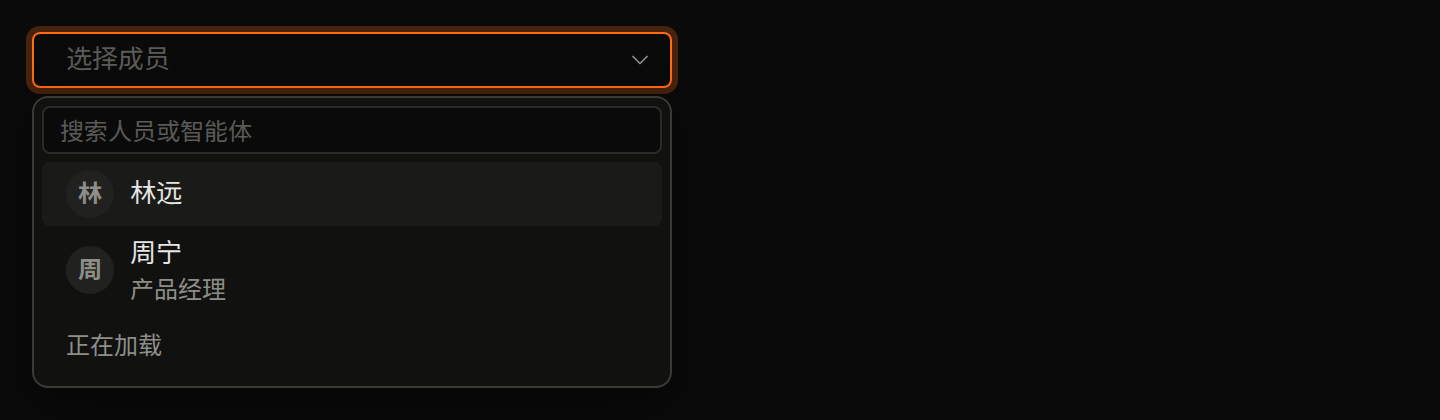 选择成员
搜索人员或智能体
林 林远
周 周宁
产品经理
正在加载